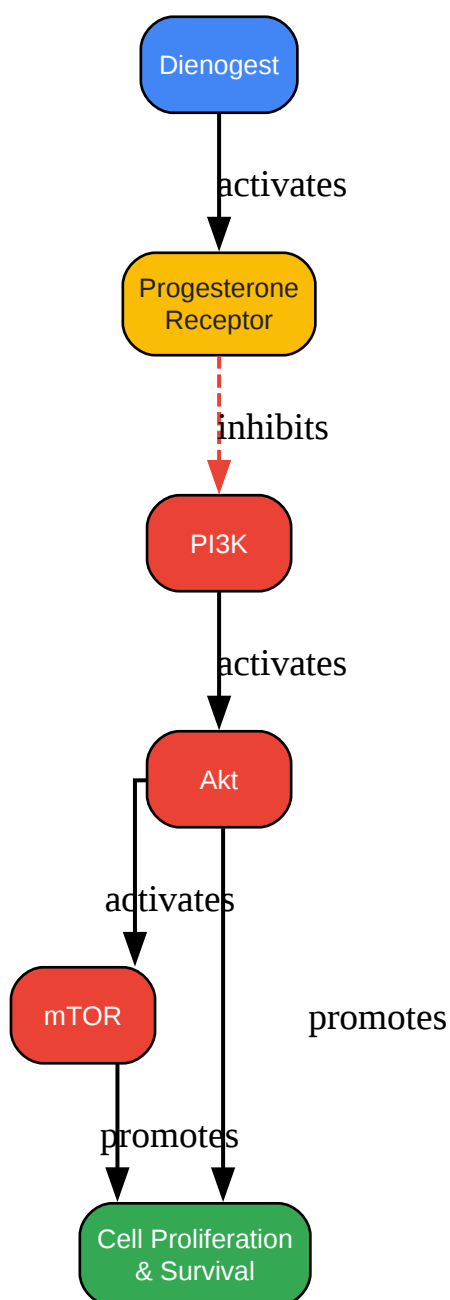 Dienogest
activates
Progesterone
Receptor
inhibits
PI3K
activates
Akt
activates
mTOR
promotes
promotes
Cell Proliferation
& Survival